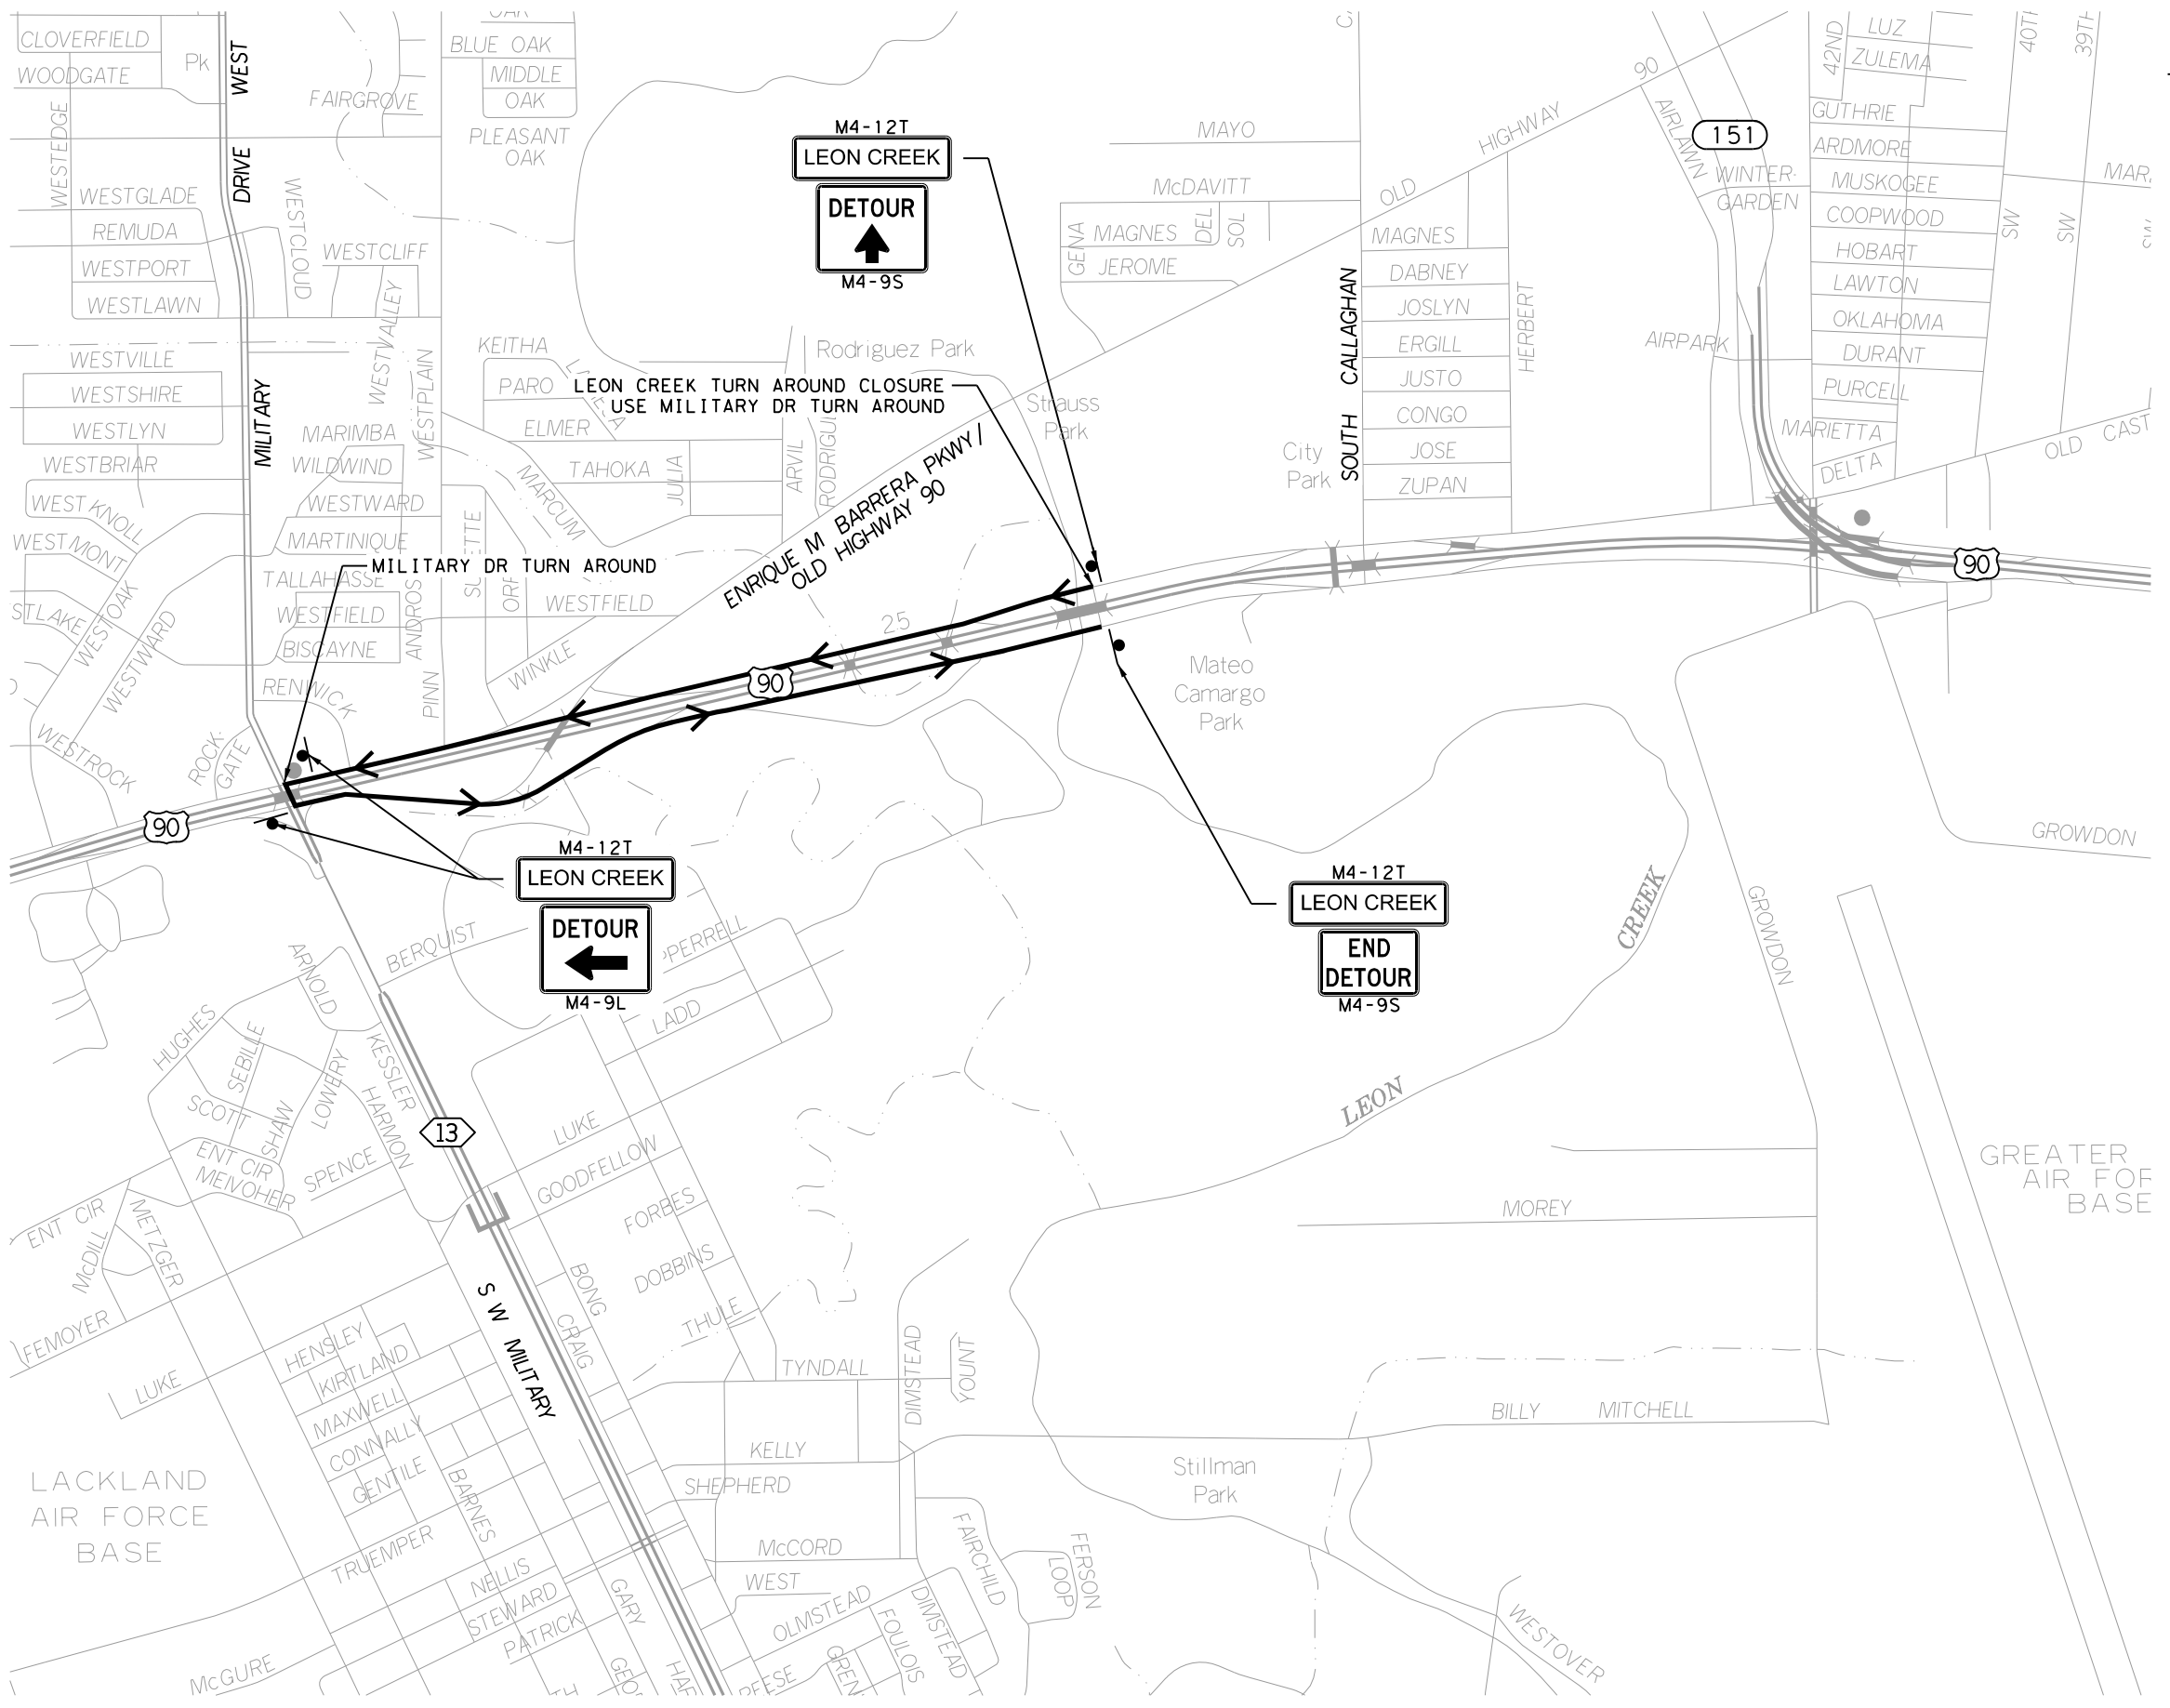 CLOVERFIELD
WOODGATE
Pk
WEST
DRIVE
MILITARY
WESTEDGE
FAIRGROVE
BLUE OAK
MIDDLE
OAK
PLEASANT
OAK
WESTGLADE
REMUDA
WESTPORT
WESTLAWN
WESTCLOUD
WESTCLIFF
WESTVALLEY
WESTPLAIN
WESTVILLE
WESTSHIRE
WESTLYN
WESTBRIAR
WEST KNOLL
WESTMONT
WESTOAK
WESTWARD
WESTROCK
ROCK-
GATE
RENWICK
MARIMBA
WILDWIND
WESTWARD
MARTINIQUE
TALLAHASSE
WESTFIELD
BISCAYNE
ANDROS
PINN
KEITHA
PARO
ELMER
TAHOKA
JULIA
ARVIL
MARCUM
WESTFIELD
WINKLE
Rodriguez Park
Strauss
Park
M4-12T
LEON CREEK
DETOUR
M4-9S
LEON CREEK TURN AROUND CLOSURE
USE MILITARY DR TURN AROUND
MILITARY DR TURN AROUND
ENRIQUE M BARRERA PKWY/
OLD HIGHWAY 90
25
90
90
90
MAYO
McDAVITT
GENA
MAGNES
DEL
SOL
JEROME
OLD
HIGHWAY
90
SOUTH CALLAGHAN
MAGNES
DABNEY
JOSLYN
ERGILL
JUSTO
CONGO
JOSE
ZUPAN
HERBERT
City
Park
AIRLAWN
151
WINTER-
GARDEN
AIRPARK
42ND
LUZ
ZULEMA
40TH
39TH
GUTHRIE
ARDMORE
MUSKOGEE
COOPWOOD
HOBART
LAWTON
OKLAHOMA
DURANT
PURCELL
MARIETTA
DELTA
SW
SW
OLD CAST
Mateo
Camargo
Park
M4-12T
LEON CREEK
DETOUR
M4-9L
M4-12T
LEON CREEK
END
DETOUR
M4-9S
CREEK
LEON
GROWDON
GROWDON
BERQUIST
ARNOLD
HUGHES
SEBILLE
SCOTT
SHAW
LOWERY
KESSLER
HARMON
ENT CIR
MEIVOHER
SPENCE
13
LADD
LUKE
GOODFELLOW
FORBES
DOBBINS
THULE
BONG
CRAIG
ENT CIR
McDILL
METZGER
FEMOYER
LUKE
HENSLEY
KIRTLAND
MAXWELL
CONNALLY
GENTILE
BARNES
S W MILITARY
TYNDALL
DIMSTEAD
YOUNT
KELLY
SHEPHERD
McCORD
WEST
OLMSTEAD
FOULOIS
DIMSTEAD
FAIRCHILD
FERSON
LOOP
TRUEMPER
NELLIS
STEWARD
PATRICK
GARY
McGURE
LACKLAND
AIR FORCE
BASE
MOREY
BILLY MITCHELL
Stillman
Park
WESTOVER
GREATER
AIR FOR
BASE